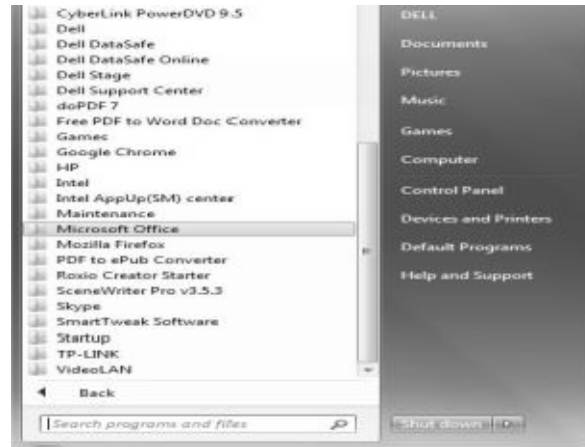 CyberLink PowerDVD 9.5
Dell
Dell DataSafe
Dell DataSafe Online
Dell Stage
Dell Support Center
doPDF 7
Free PDF to Word Doc Converter
Games
Google Chrome
HP
Intel
Intel AppUp(SM) center
Maintenance
Microsoft Office
Mozilla Firefox
PDF to ePub Converter
Roxio Creator Starter
SceneWriter Pro v3.5.3
Skype
SmartTweak Software
Startup
TP-LINK
VideoLAN
Back
Search programs and files
DELL
Documents
Pictures
Music
Games
Computer
Control Panel
Devices and Printers
Default Programs
Help and Support
Shut down